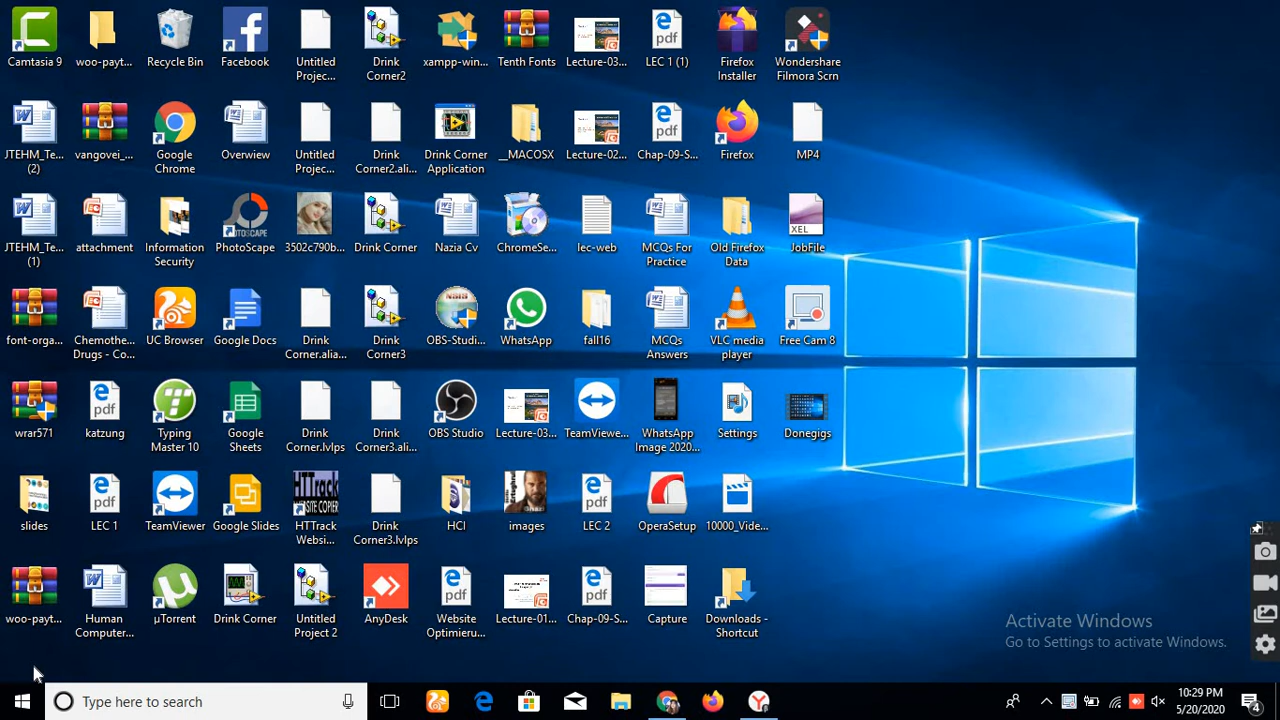 Camtasia 9
woo-payt...
Recycle Bin
Facebook
Untitled
Projec...
Drink
Corner2
xampp-win...
Tenth Fonts
Lecture-03...
LEC 1 (1)
Firefox
Installer
Wondershare
Filmora Scrn
JTEHM_Te...
(2)
vangovei_...
Google
Chrome
Overwiew
Untitled
Projec...
Drink
Corner2.ali...
Drink Corner
Application
__MACOSX
Lecture-02...
Chap-09-S...
Firefox
MP4
JTEHM_Te...
(1)
attachment
Information
Security
PhotoScape
3502c790b...
Drink Corner
Nazia Cv
ChromeSe...
lec-web
MCQs For
Practice
Old Firefox
Data
JobFile
font-orga...
Chemothe...
Drugs - Co...
UC Browser
Google Docs
Drink
Corner.alia...
Drink
Corner3
OBS-Studi...
WhatsApp
fall16
MCQs
Answers
VLC media
player
Free Cam 8
wrar571
katzung
Typing
Master 10
Google
Sheets
Drink
Corner.lvlps
Drink
Corner3.ali...
OBS Studio
Lecture-03...
TeamViewe...
WhatsApp
Image 2020...
Settings
Donegigs
slides
LEC 1
TeamViewer
Google Slides
HTTrack
Websi...
Drink
Corner3.lvlps
HCI
images
LEC 2
OperaSetup
10000_Vide...
woo-payt...
Human
Computer...
µTorrent
Drink Corner
Untitled
Project 2
AnyDesk
Website
Optimieru...
Lecture-01...
Chap-09-S...
Capture
Downloads -
Shortcut
Activate Windows
Go to Settings to activate Windows.
Type here to search
10:29 PM
5/20/2020
4